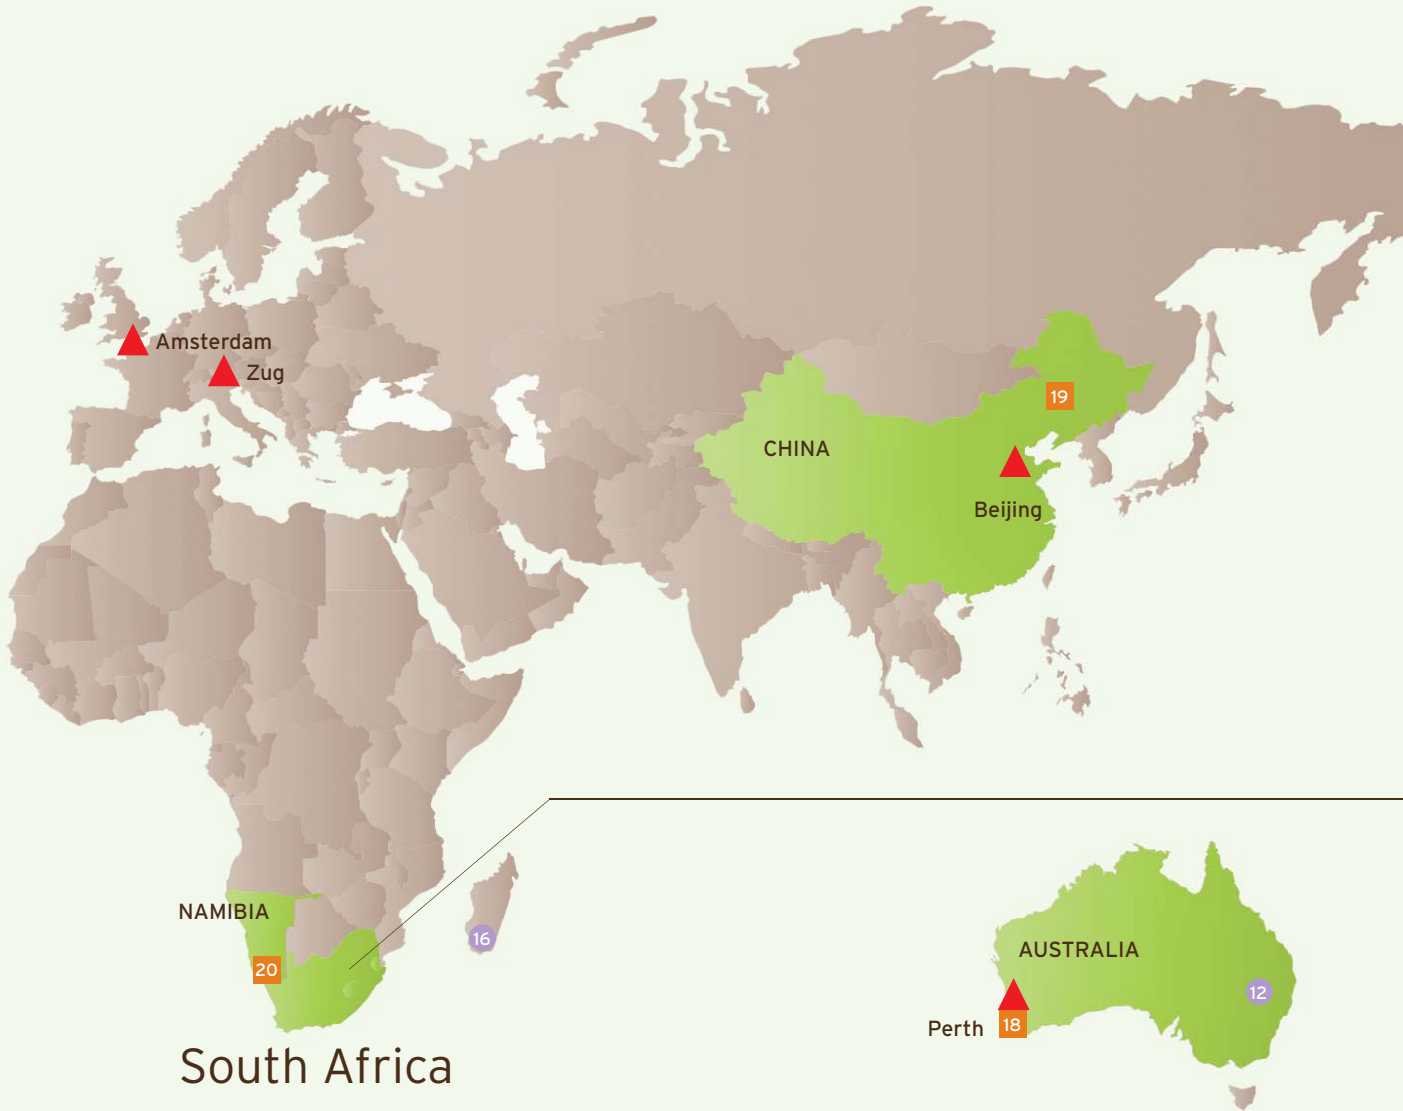 Amsterdam
Zug
19
CHINA
Beijing
NAMIBIA
16
20
AUSTRALIA
12
Perth
18
South Africa